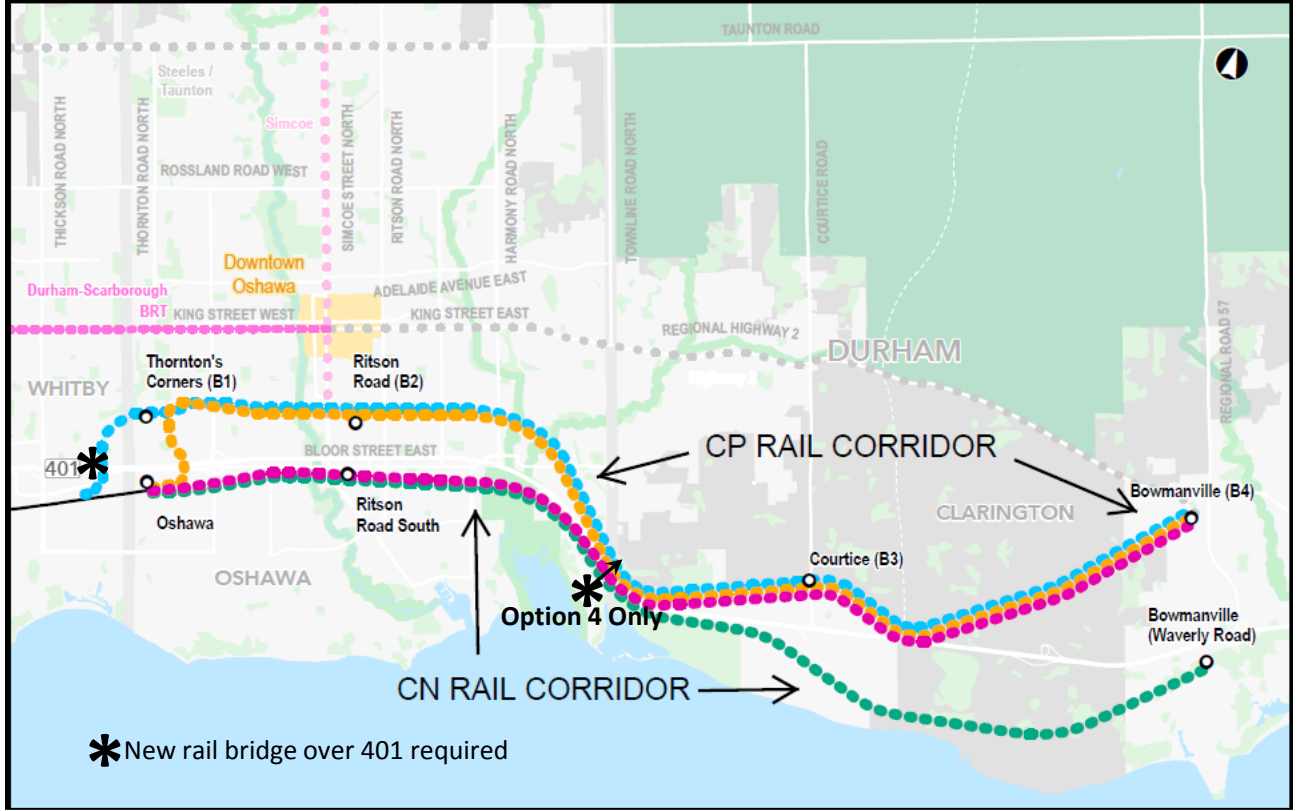 TAUNTON ROAD
Steeles /
Taunton
THICKSON ROAD NORTH
THORNTON ROAD NORTH
Simcoe
SIMCOE STREET NORTH
RITSON ROAD NORTH
HARMONY ROAD NORTH
TOWNLINE ROAD NORTH
COURTICE ROAD
ROSSLAND ROAD WEST
Downtown
Oshawa
ADELAIDE AVENUE EAST
Durham-Scarborough
BRT
KING STREET WEST
KING STREET EAST
REGIONAL HIGHWAY 2
REGIONAL ROAD 57
DURHAM
WHITBY
Thornton's
Corners (B1)
Ritson
Road (B2)
BLOOR STREET EAST
CP RAIL CORRIDOR
401
Bowmanville (B4)
CLARINGTON
Oshawa
Ritson
Road South
OSHAWA
Courtice (B3)
Option 4 Only
Bowmanville
(Waverly Road)
CN RAIL CORRIDOR
New rail bridge over 401 required